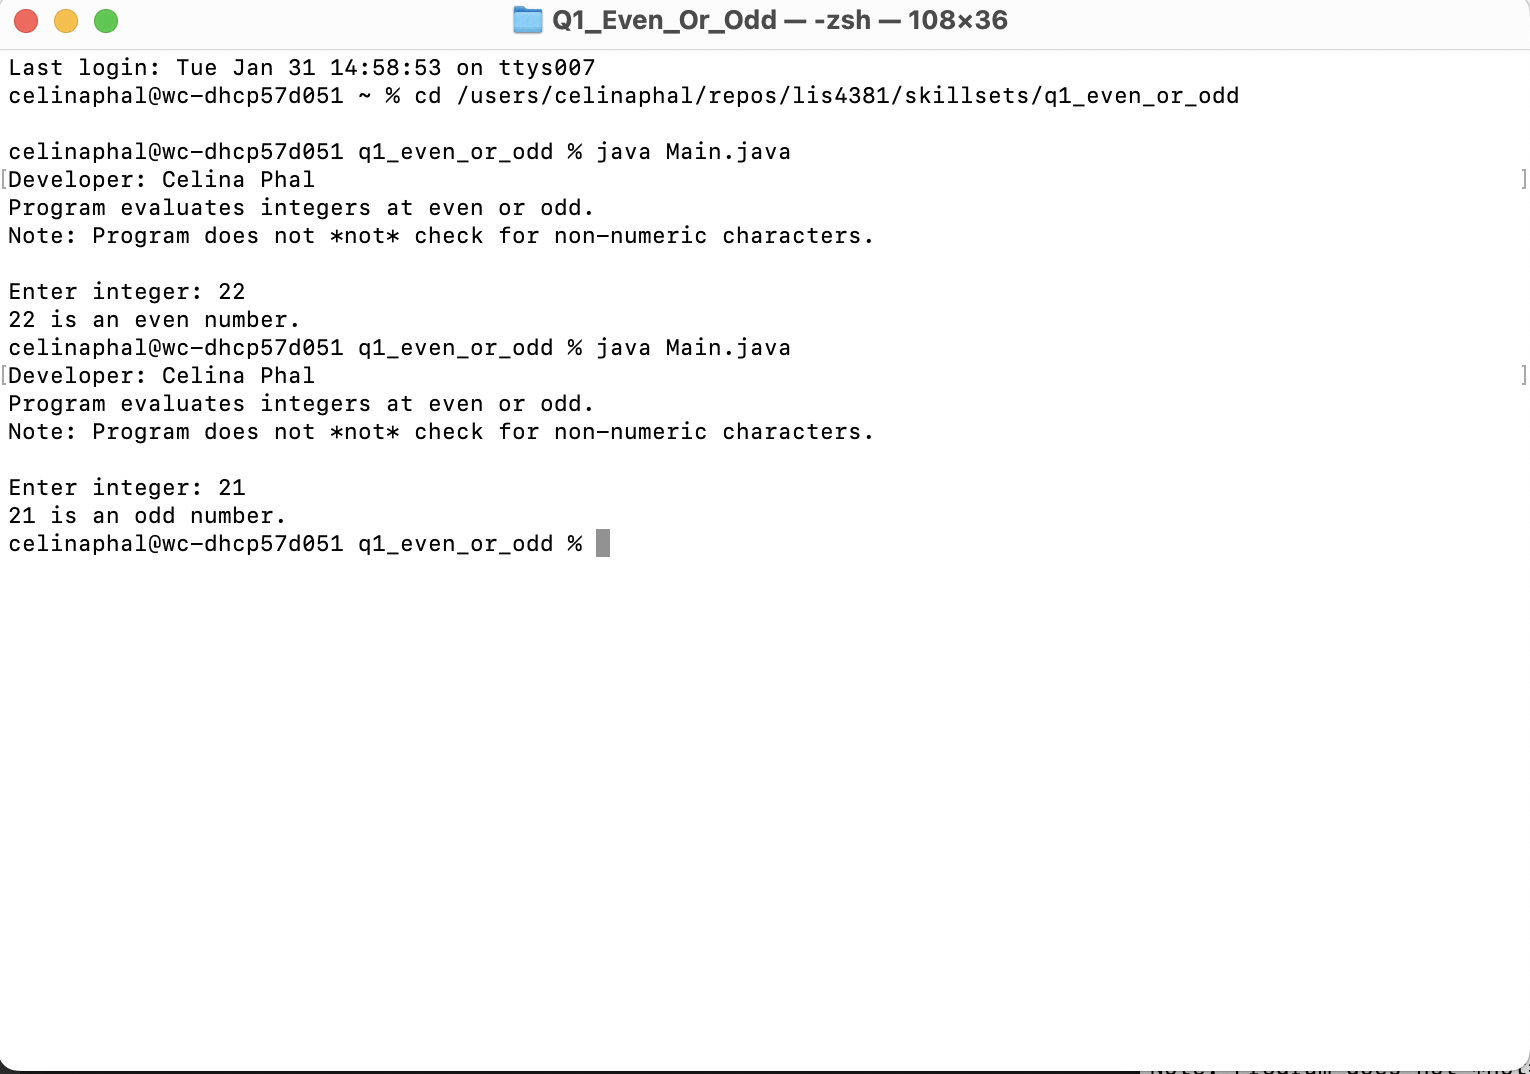 Q1_Even_Or_Odd — -zsh — 108×36
Last login: Tue Jan 31 14:58:53 on ttys007
celinaphal@wc-dhcp57d051 ~ % cd /users/celinaphal/repos/lis4381/skillsets/q1_even_or_odd
celinaphal@wc-dhcp57d051 q1_even_or_odd % java Main.java
[Developer: Celina Phal ]
Program evaluates integers at even or odd.
Note: Program does not *not* check for non-numeric characters.
Enter integer: 22
22 is an even number.
celinaphal@wc-dhcp57d051 q1_even_or_odd % java Main.java
[Developer: Celina Phal ]
Program evaluates integers at even or odd.
Note: Program does not *not* check for non-numeric characters.
Enter integer: 21
21 is an odd number.
celinaphal@wc-dhcp57d051 q1_even_or_odd %
Note: Program does not